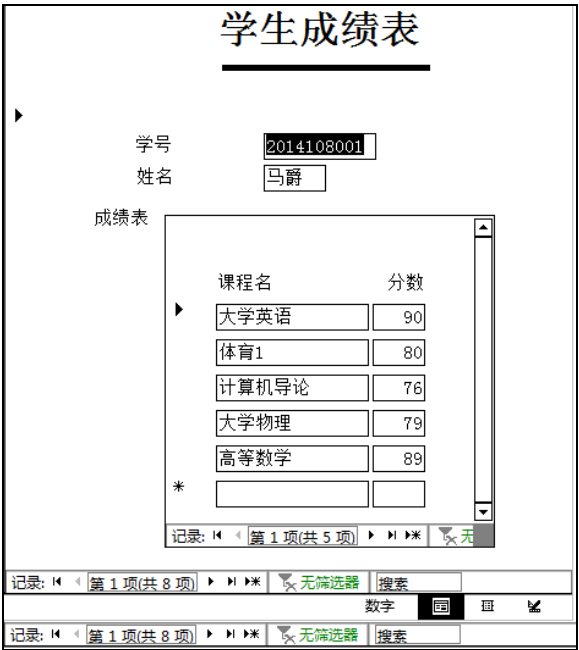 学生成绩表
学号 2014108001
姓名 马爵
成绩表
课程名 分数
大学英语 90
体育1 80
计算机导论 76
大学物理 79
高等数学 89
记录: 第 1 项(共 5 项) 无
记录: 第 1 项(共 8 项) 无筛选器 搜索
数字
记录: 第 1 项(共 8 项) 无筛选器 搜索